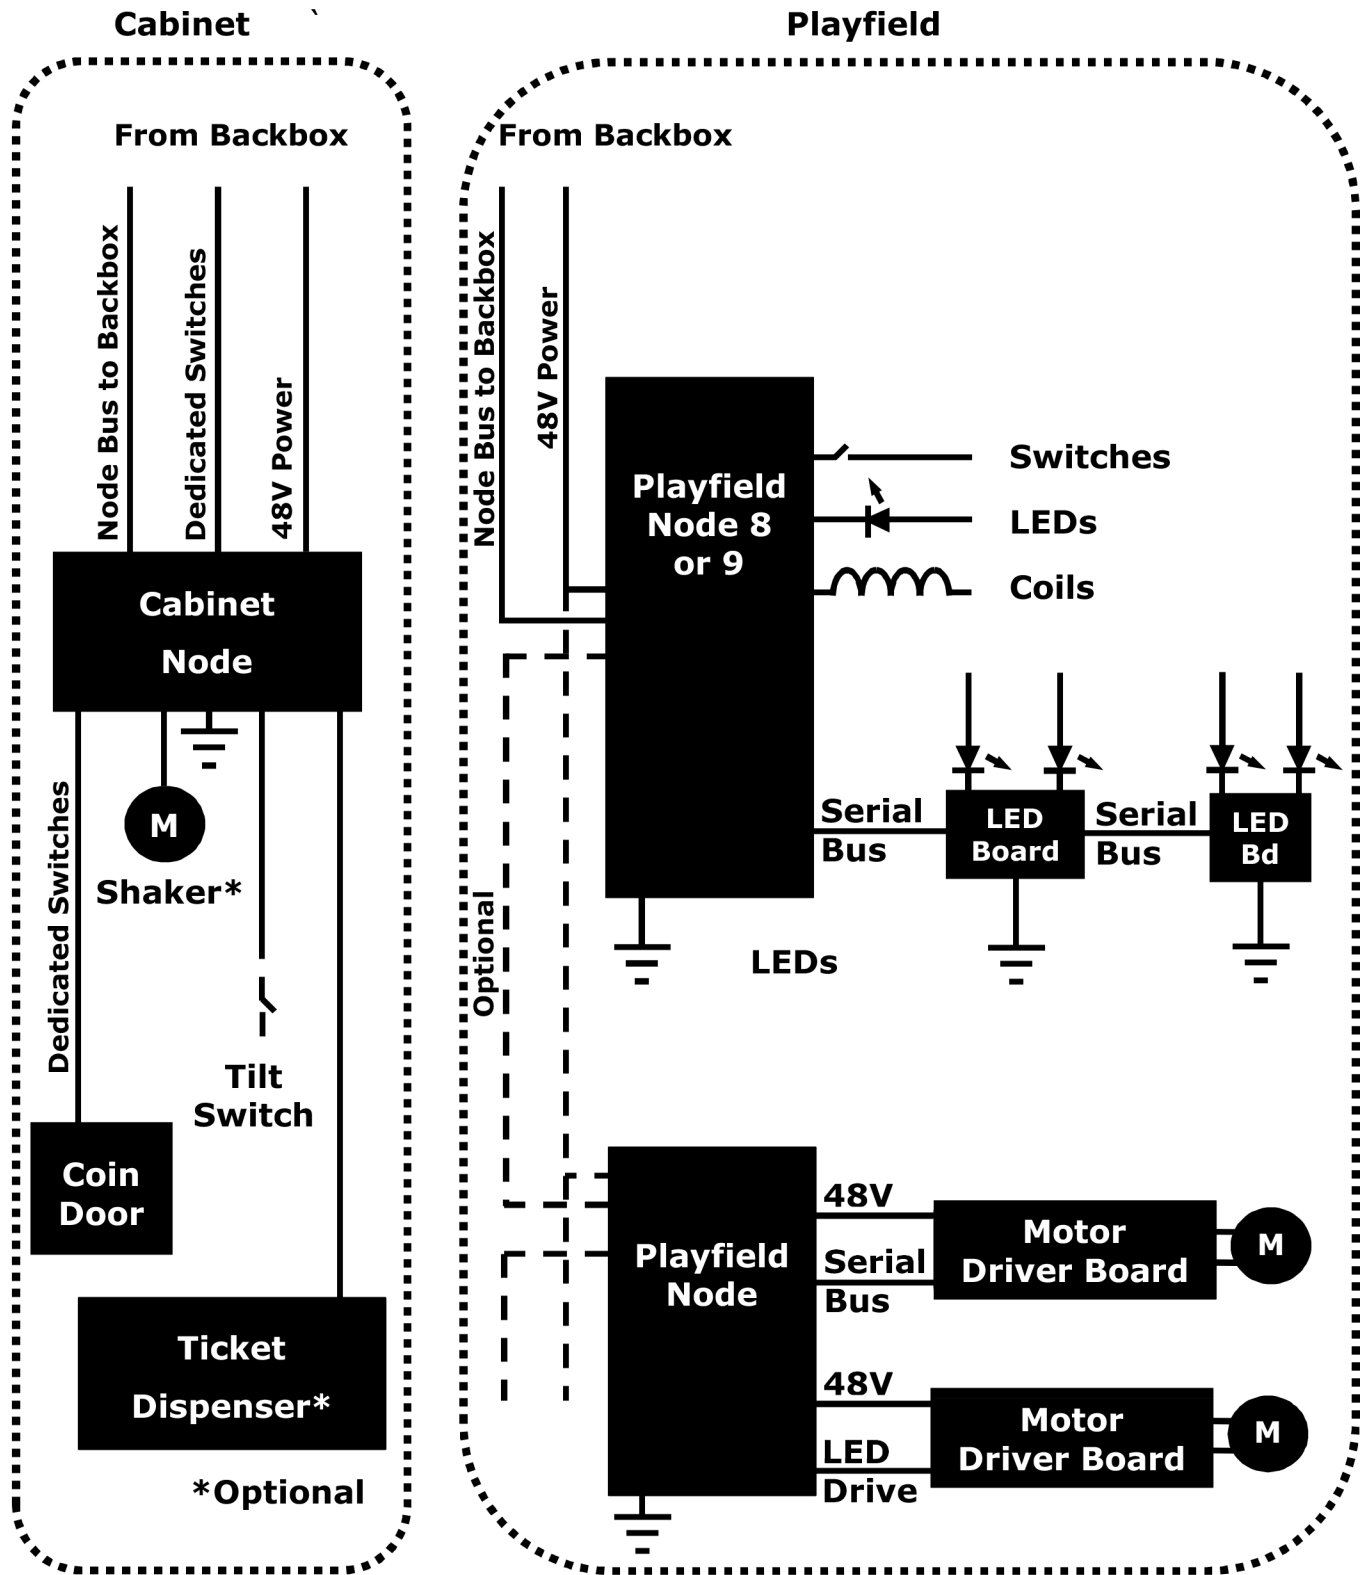 Cabinet
`
From Backbox
Node Bus to Backbox
Dedicated Switches
48V Power
Cabinet
Node
Dedicated Switches
M
Shaker*
Tilt
Switch
Coin
Door
Ticket
Dispenser*
*Optional
Playfield
From Backbox
Node Bus to Backbox
48V Power
Playfield
Node 8
or 9
Switches
LEDs
Coils
Serial
Bus
LED
Board
Serial
Bus
LED
Bd
LEDs
Optional
Playfield
Node
48V
Serial
Bus
Motor
Driver Board
M
48V
LED
Drive
Motor
Driver Board
M